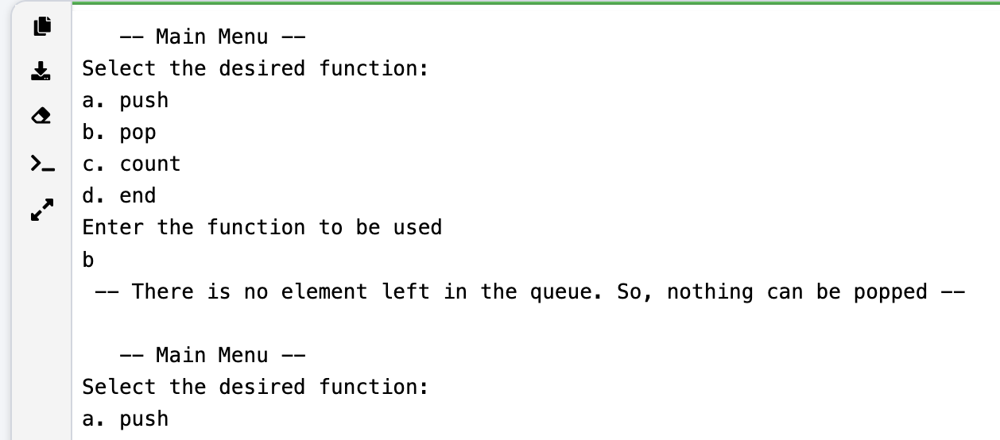 -- Main Menu --
Select the desired function:
a. push
b. pop
c. count
d. end
Enter the function to be used
b
-- There is no element left in the queue. So, nothing can be popped --
-- Main Menu --
Select the desired function:
a. push